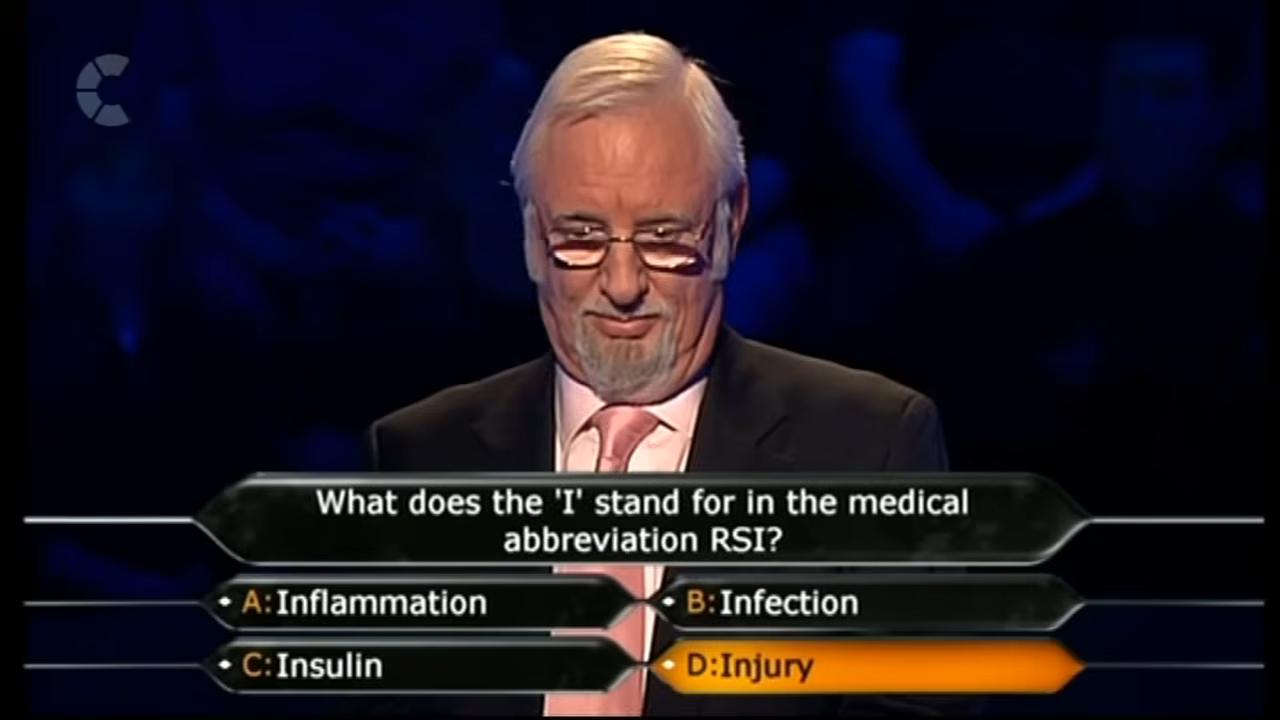 What does the 'I' stand for in the medical
abbreviation RSI?
A: Inflammation
B: Infection
C: Insulin
D: Injury